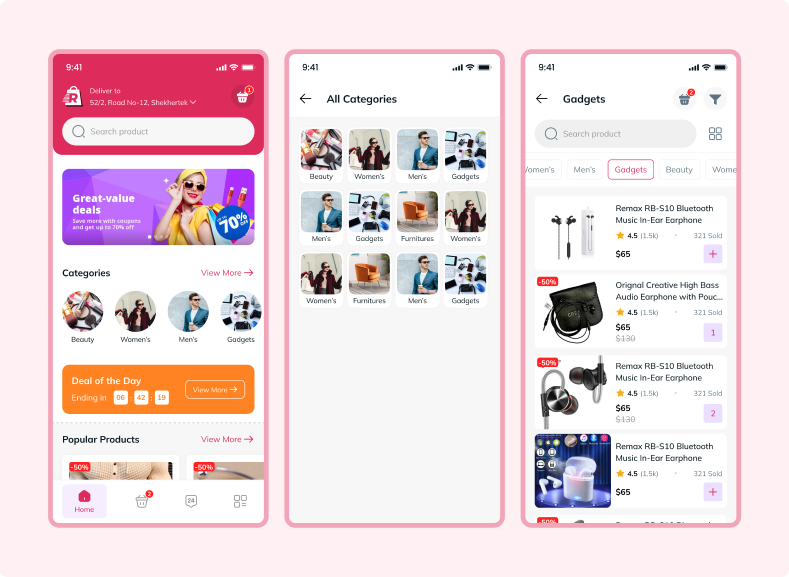 9:41
Deliver to
52/2, Road No-12, Shekhertek
1
Search product
Great-value
deals
Save more with coupons
and get up to 70% off
70%
Categories
View More
Beauty
Women's
Men's
Gadgets
Deal of the Day
Ending in 06 : 42 : 19
View More
Popular Products
View More
-50%
-50%
Home
2
24
9:41
All Categories
Beauty
Women's
Men's
Gadgets
Men's
Gadgets
Furnitures
Women's
Women's
Furnitures
Men's
Gadgets
9:41
Gadgets
2
Search product
Women's
Men's
Gadgets
Beauty
Wome
Remax RB-S10 Bluetooth
Music In-Ear Earphone
4.5 (1.5k)
321 Sold
$65
+
-50%
Orignal Creative High Bass
Audio Earphone with Pouc...
4.5 (1.5k)
321 Sold
$65
$130
1
-50%
Remax RB-S10 Bluetooth
Music In-Ear Earphone
4.5 (1.5k)
321 Sold
$65
$130
2
Remax RB-S10 Bluetooth
Music In-Ear Earphone
4.5 (1.5k)
321 Sold
$65
+
-50%
Remax RB-S10 Bluetooth